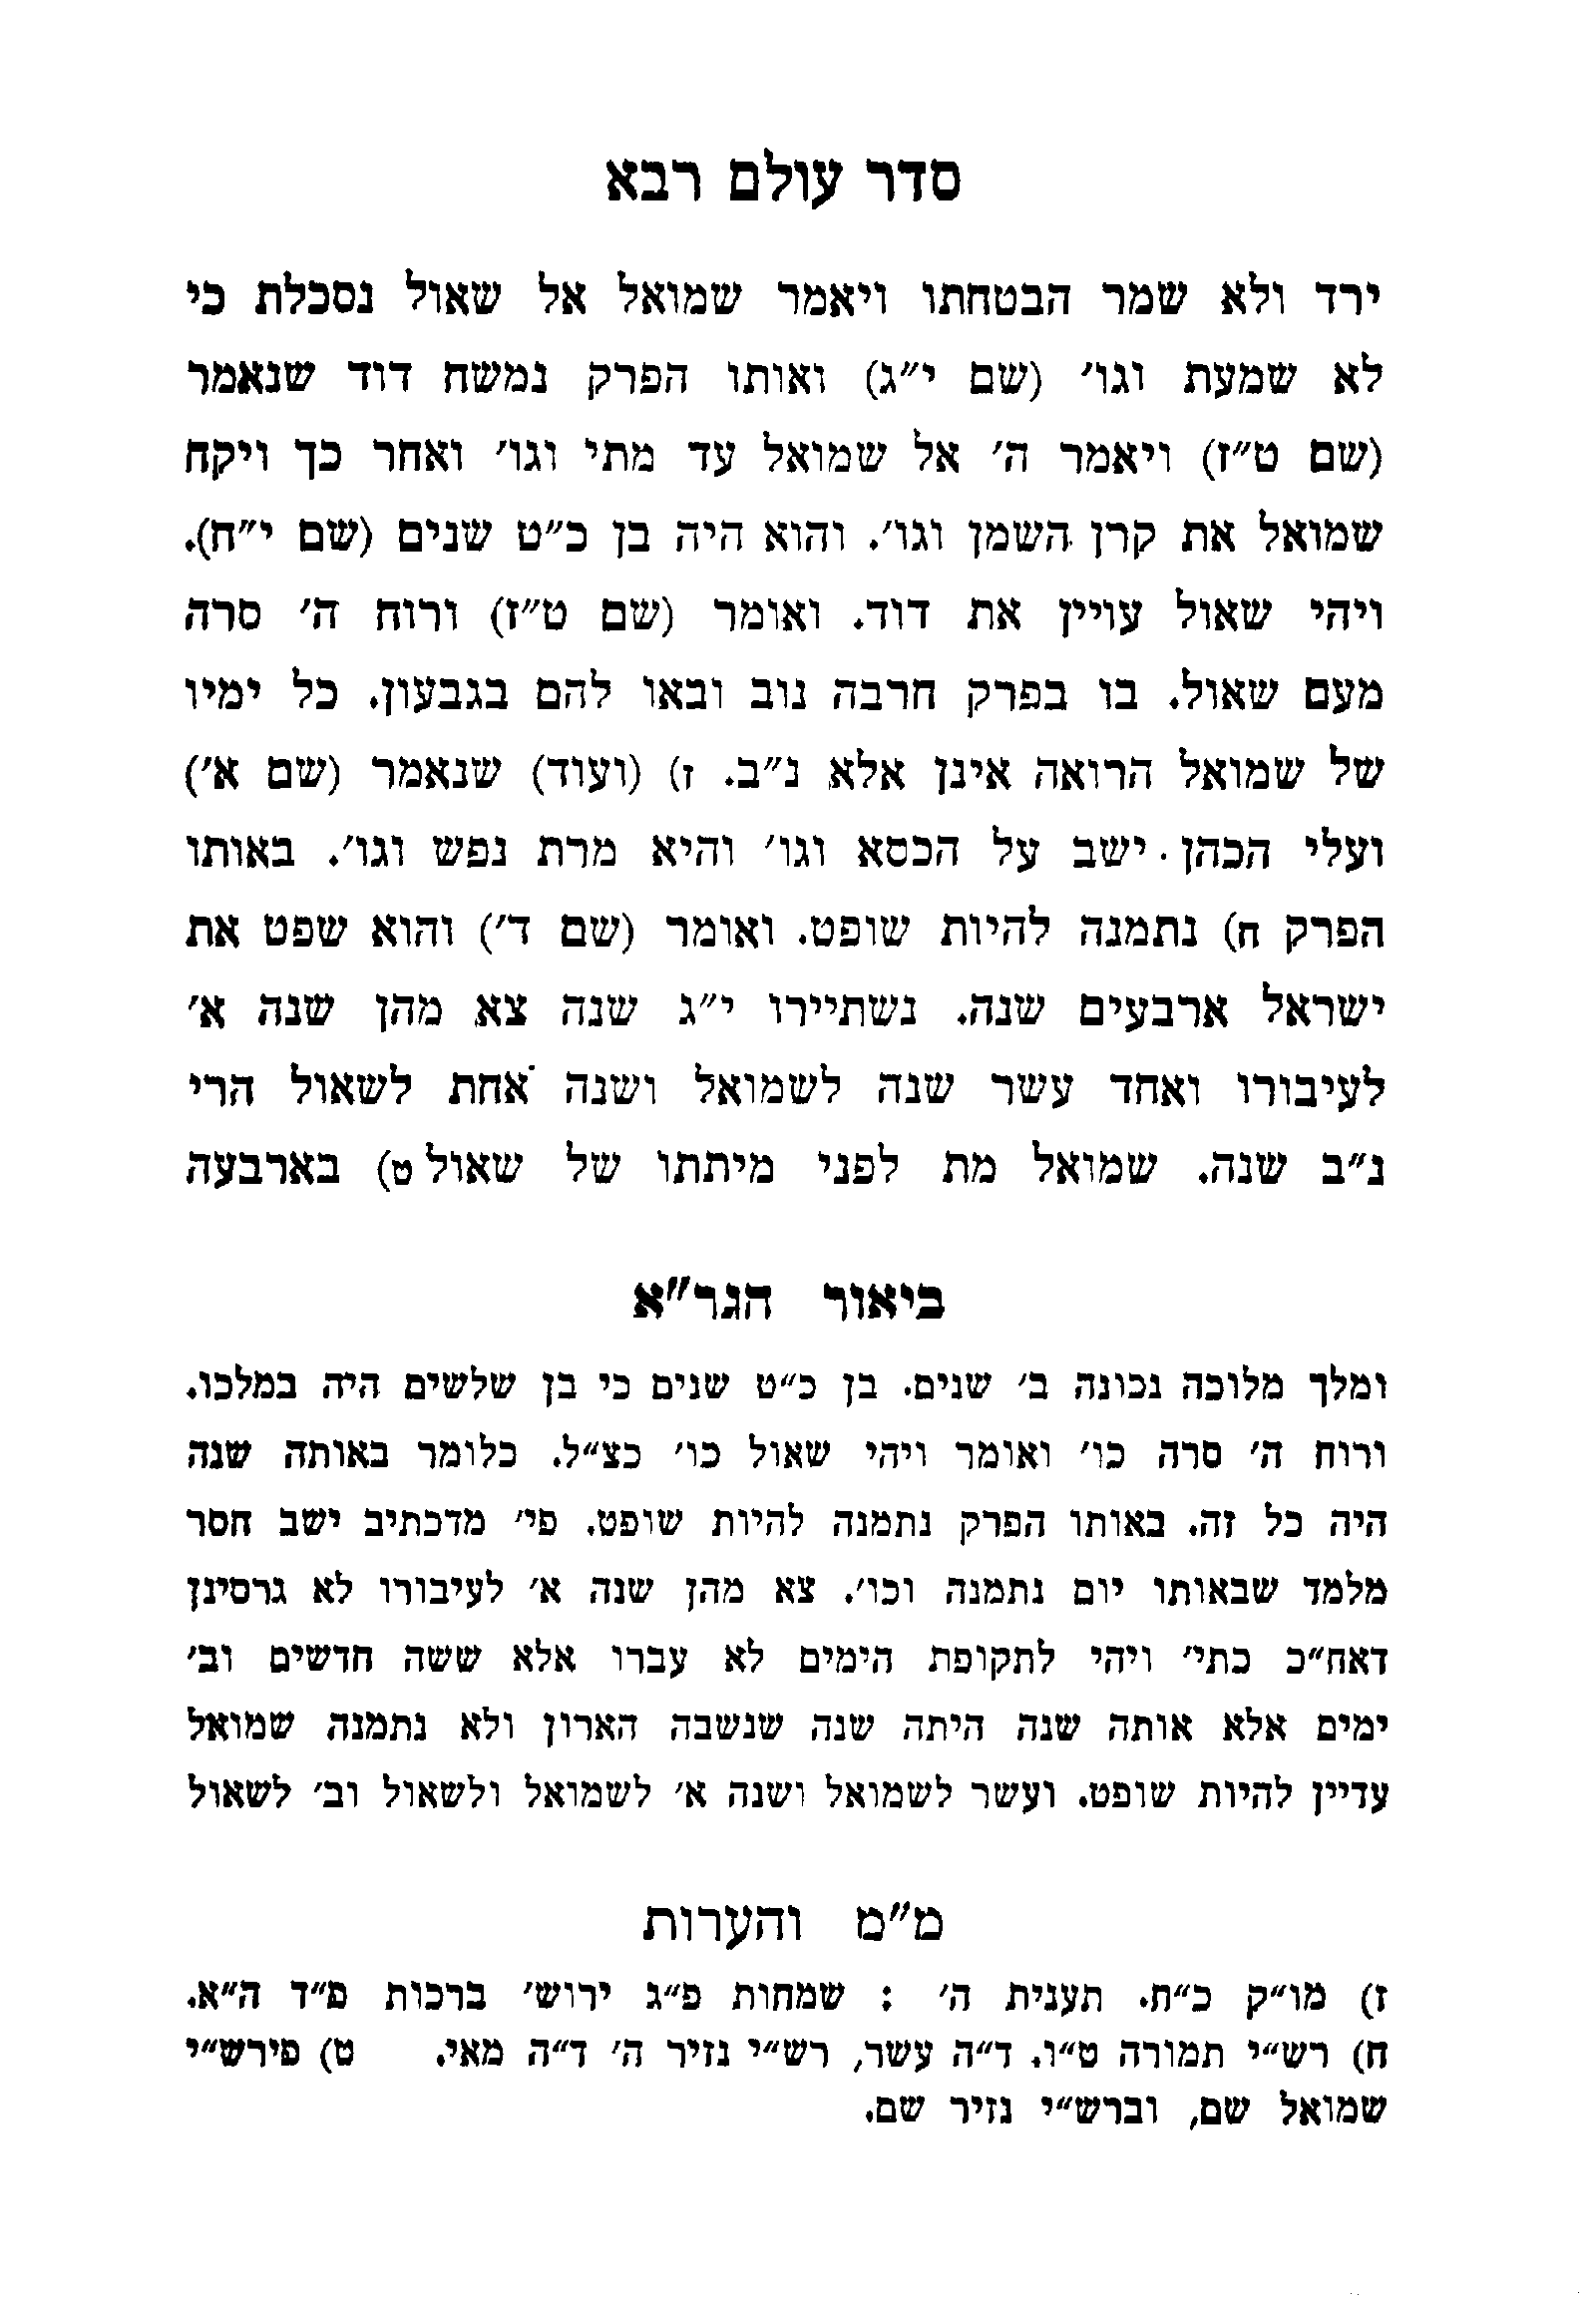 סדר עולם רבא
ירד ולא שמר הבטחתו ויאמר שמואל אל שאול נסכלת כי
לא שמעת וגו' (שם י"ג) ואותו הפרק נמשח דוד שנאמר
(שם ט"ז) ויאמר ה' אל שמואל עד מתי וגו' ואחר כך ויקח
שמואל את קרן השמן וגו'. והוא היה בן כ"ט שנים (שם י"ח).
ויהי שאול עויין את דוד. ואומר (שם ט"ז) ורוח ה' סרה
מעם שאול. בו בפרק חרבה נוב ובאו להם בגבעון. כל ימיו
של שמואל הרואה אינן אלא נ"ב. ז) (ועוד) שנאמר (שם א')
ועלי הכהן ישב על הכסא וגו' והיא מרת נפש וגו'. באותו
הפרק ח) נתמנה להיות שופט. ואומר (שם ד') והוא שפט את
ישראל ארבעים שנה. נשתיירו י"ג שנה צא מהן שנה א'
לעיבורו ואחד עשר שנה לשמואל ושנה אחת לשאול הרי
נ"ב שנה. שמואל מת לפני מיתתו של שאול ט) בארבעה
ביאור הגר"א
ומלך מלוכה נכונה ב' שנים. בן כ"ט שנים כי בן שלשים היה במלכו.
ורוח ה' סרה כו' ואומר ויהי שאול כו' כצ"ל. כלומר באותה שנה
היה כל זה. באותו הפרק נתמנה להיות שופט. פי' מדכתיב ישב חסר
מלמד שבאותו יום נתמנה וכו'. צא מהן שנה א' לעיבורו לא גרסינן
דאח"כ כתי' ויהי לתקופת הימים לא עברו אלא ששה חדשים וב'
ימים אלא אותה שנה היתה שנה שנשבה הארון ולא נתמנה שמואל
עדיין להיות שופט. ועשר לשמואל ושנה א' לשמואל ולשאול וב' לשאול
מ"מ והערות
ז) מו"ק כ"ח. תענית ה' : שמחות פ"ג ירוש' ברכות פ"ד ה"א.
ח) רש"י תמורה ט"ו. ד"ה עשר, רש"י נזיר ה' ד"ה מאי. ט) פירש"י
שמואל שם, וברש"י נזיר שם.